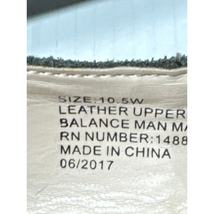 SIZE:10.5W
LEATHER UPPER
BALANCE MAN MA
RN NUMBER:1488
MADE IN CHINA
06/2017